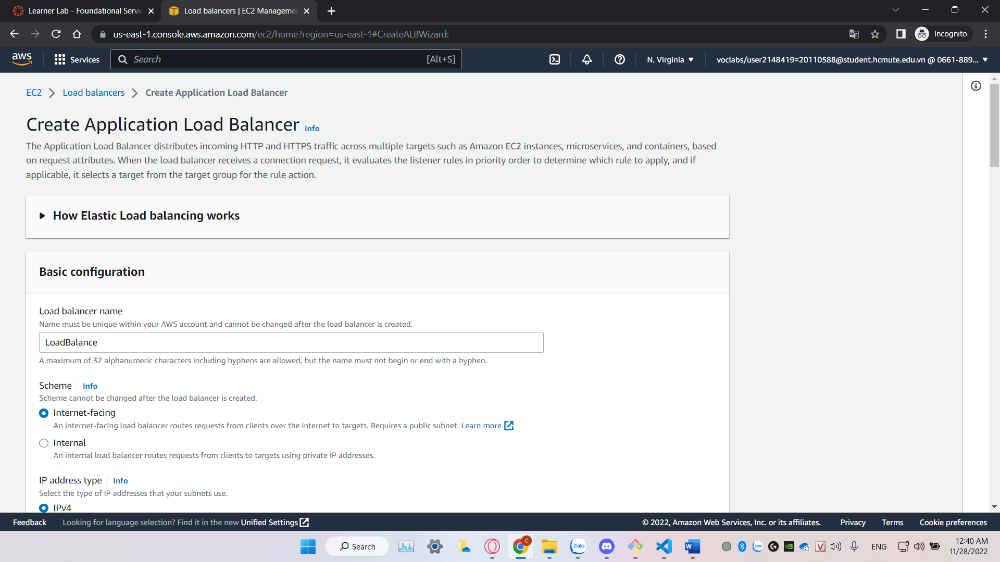 Learner Lab - Foundational Servic
Load balancers | EC2 Managemen
us-east-1.console.aws.amazon.com/ec2/home?region=us-east-1#CreateALBWizard:
Incognito
aws
Services
Search
[Alt+S]
N. Virginia
voclabs/user2148419=20110588@student.hcmute.edu.vn @ 0661-889...
EC2
Load balancers
Create Application Load Balancer
Create Application Load Balancer Info
The Application Load Balancer distributes incoming HTTP and HTTPS traffic across multiple targets such as Amazon EC2 instances, microservices, and containers, based
on request attributes. When the load balancer receives a connection request, it evaluates the listener rules in priority order to determine which rule to apply, and if
applicable, it selects a target from the target group for the rule action.
How Elastic Load balancing works
Basic configuration
Load balancer name
Name must be unique within your AWS account and cannot be changed after the load balancer is created.
LoadBalance
A maximum of 32 alphanumeric characters including hyphens are allowed, but the name must not begin or end with a hyphen.
Scheme Info
Scheme cannot be changed after the load balancer is created.
Internet-facing
An internet-facing load balancer routes requests from clients over the internet to targets. Requires a public subnet. Learn more
Internal
An internal load balancer routes requests from clients to targets using private IP addresses.
IP address type Info
Select the type of IP addresses that your subnets use.
IPv4
Feedback
Looking for language selection? Find it in the new Unified Settings
© 2022, Amazon Web Services, Inc. or its affiliates.
Privacy
Terms
Cookie preferences
Search
Zalo
ENG
12:40 AM
11/28/2022